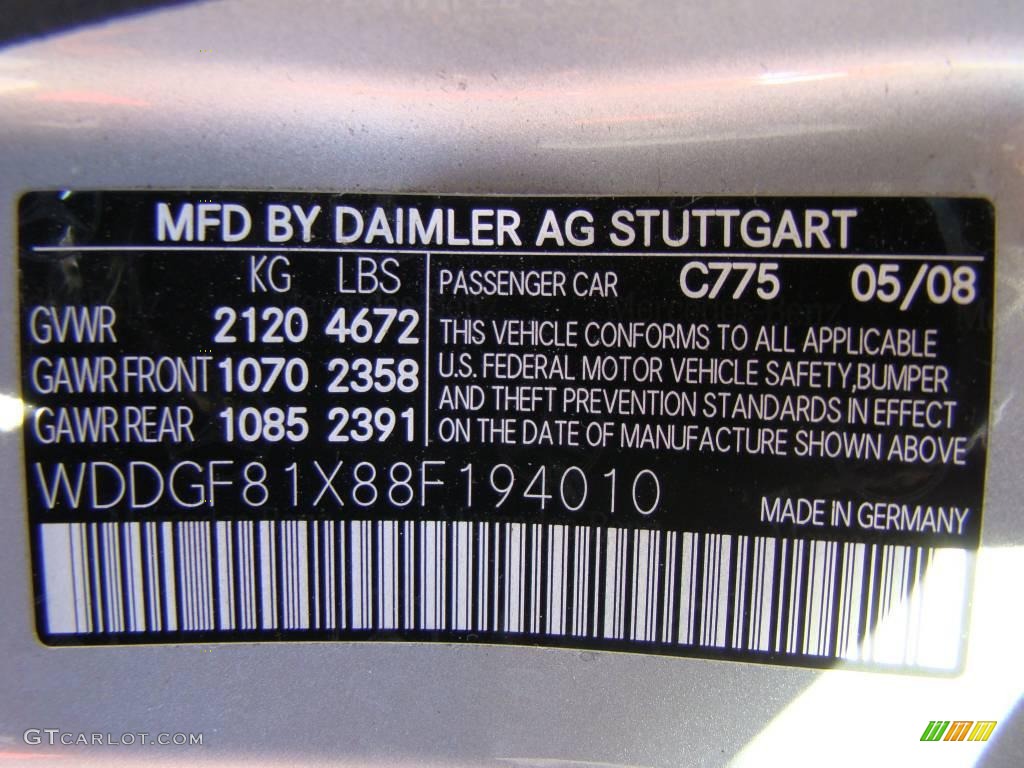 MFD BY DAIMLER AG STUTTGART
KG LBS
GVWR 2120 4672
GAWR FRONT 1070 2358
GAWR REAR 1085 2391
PASSENGER CAR C775 05/08
THIS VEHICLE CONFORMS TO ALL APPLICABLE
U.S. FEDERAL MOTOR VEHICLE SAFETY, BUMPER
AND THEFT PREVENTION STANDARDS IN EFFECT
ON THE DATE OF MANUFACTURE SHOWN ABOVE
WDDGF81X88F194010
MADE IN GERMANY
GTCARLOT.COM